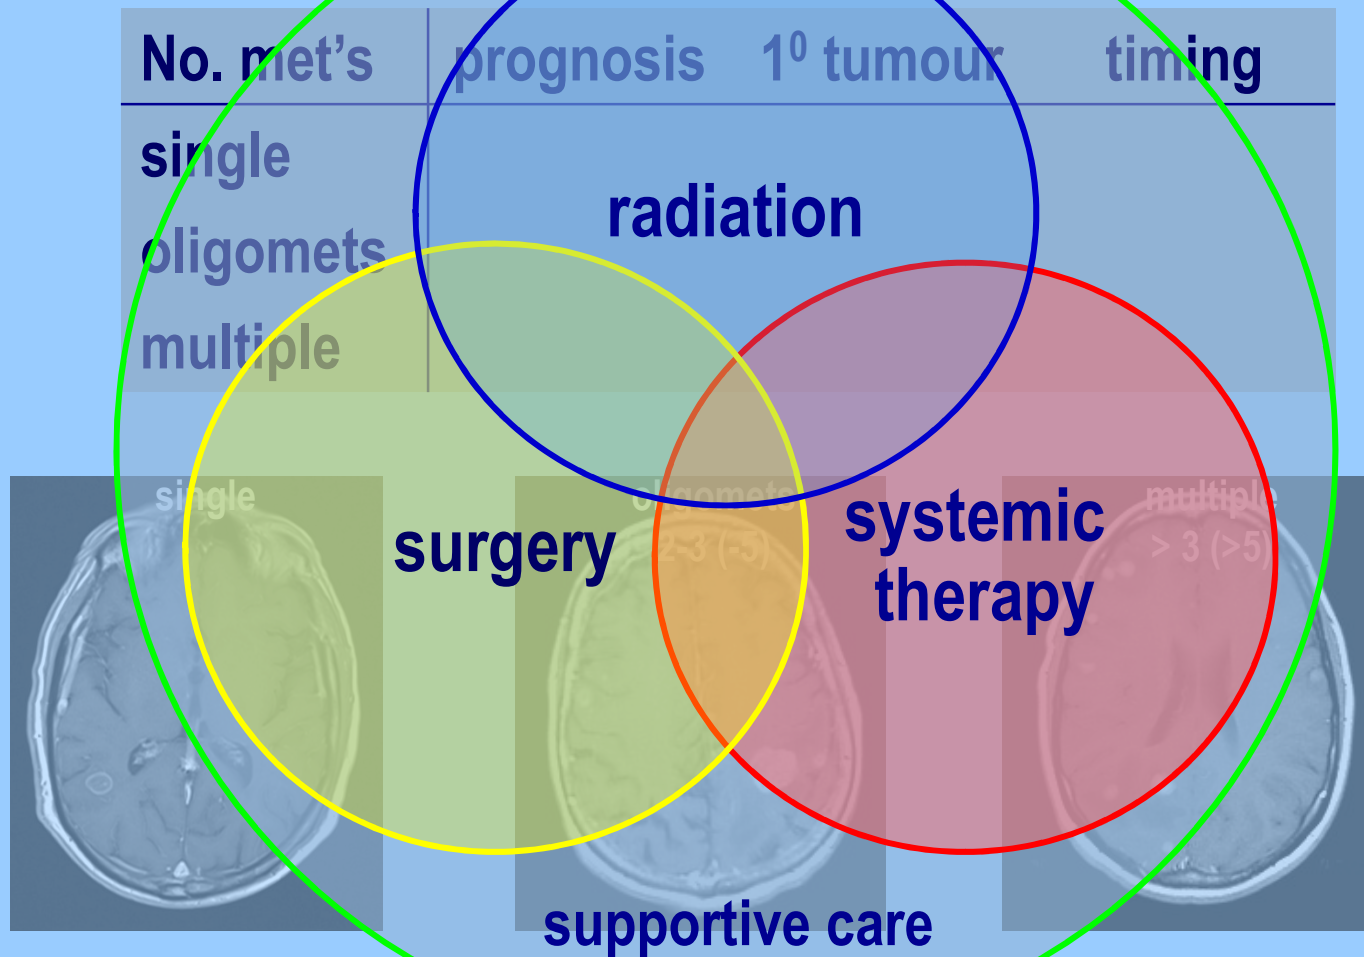 No. met's prognosis 1⁰ tumour timing
single
oligomets
multiple
radiation
surgery
systemic
therapy
single
oligomets
2-3 (-5)
multiple
> 3 (>5)
supportive care